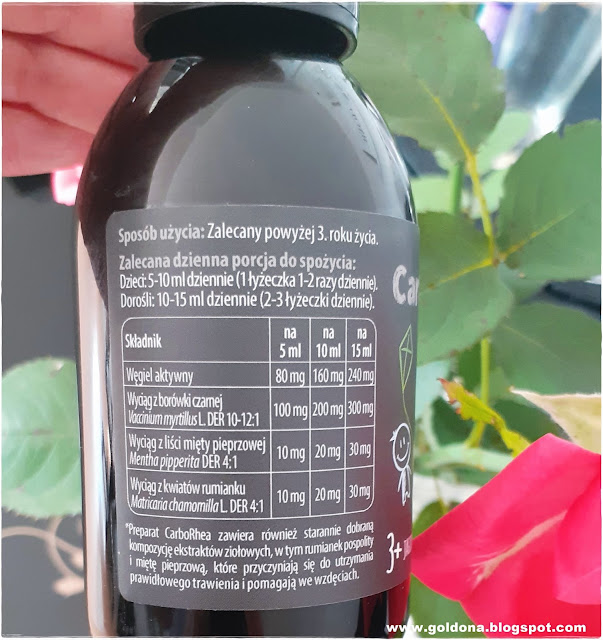 Sposób użycia: Zalecany powyżej 3. roku życia.
Zalecana dzienna porcja do spożycia:
Dzieci: 5-10 ml dziennie (1 łyżeczka 1-2 razy dziennie).
Dorośli: 10-15 ml dziennie (2-3 łyżeczki dziennie).
Składnik na 5 ml na 10 ml na 15 ml
Węgiel aktywny 80 mg 160 mg 240 mg
Wyciąg z borówki czarnej
Vaccinium myrtillus L. DER 10-12:1 100 mg 200 mg 300 mg
Wyciąg z liści mięty pieprzowej
Mentha pipperita DER 4:1 10 mg 20 mg 30 mg
Wyciąg z kwiatów rumianku
Matricaria chamomilla L. DER 4:1 10 mg 20 mg 30 mg
*Preparat CarboRhea zawiera również starannie dobraną
kompozycję ekstraktów ziołowych, w tym rumianek pospolity
i miętę pieprzową, które przyczyniają się do utrzymania
prawidłowego trawienia i pomagają we wzdęciach.
Car
3+
www.goldona.blogspot.com